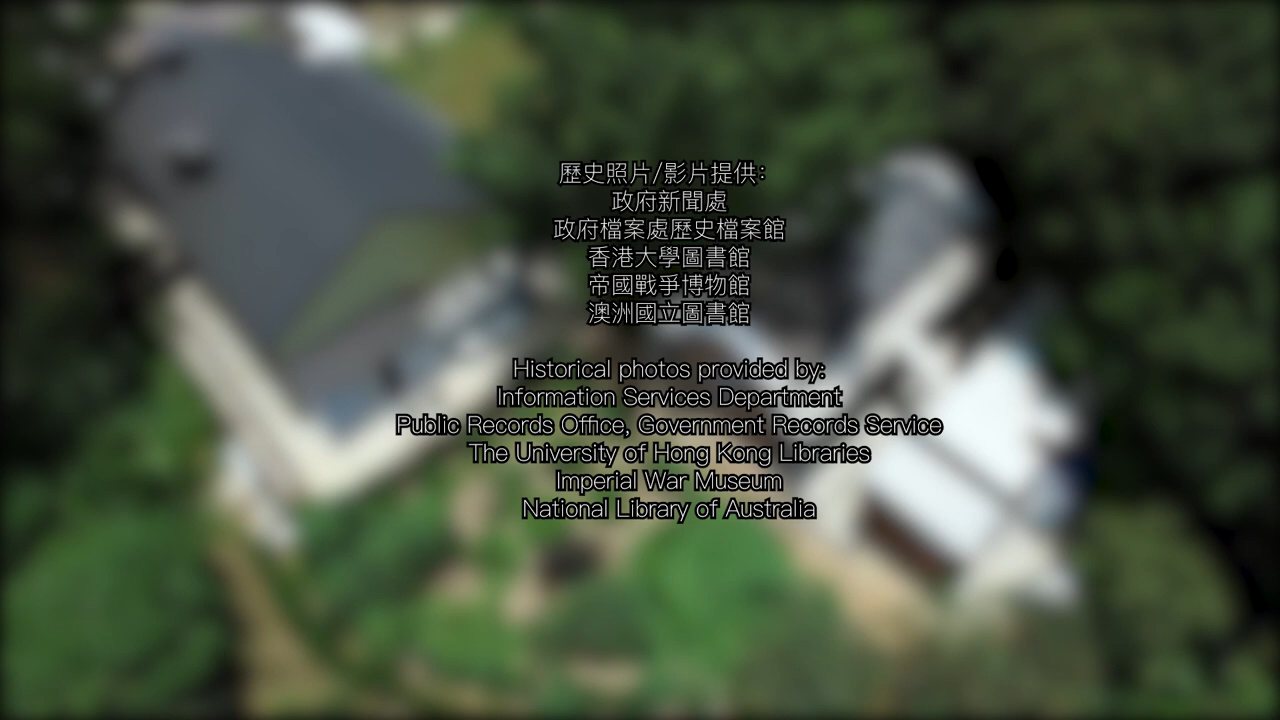 歷史照片/影片提供:
政府新聞處
政府檔案處歷史檔案館
香港大學圖書館
帝國戰爭博物館
澳洲國立圖書館
Historical photos provided by:
Information Services Department
Public Records Office, Government Records Service
The University of Hong Kong Libraries
Imperial War Museum
National Library of Australia